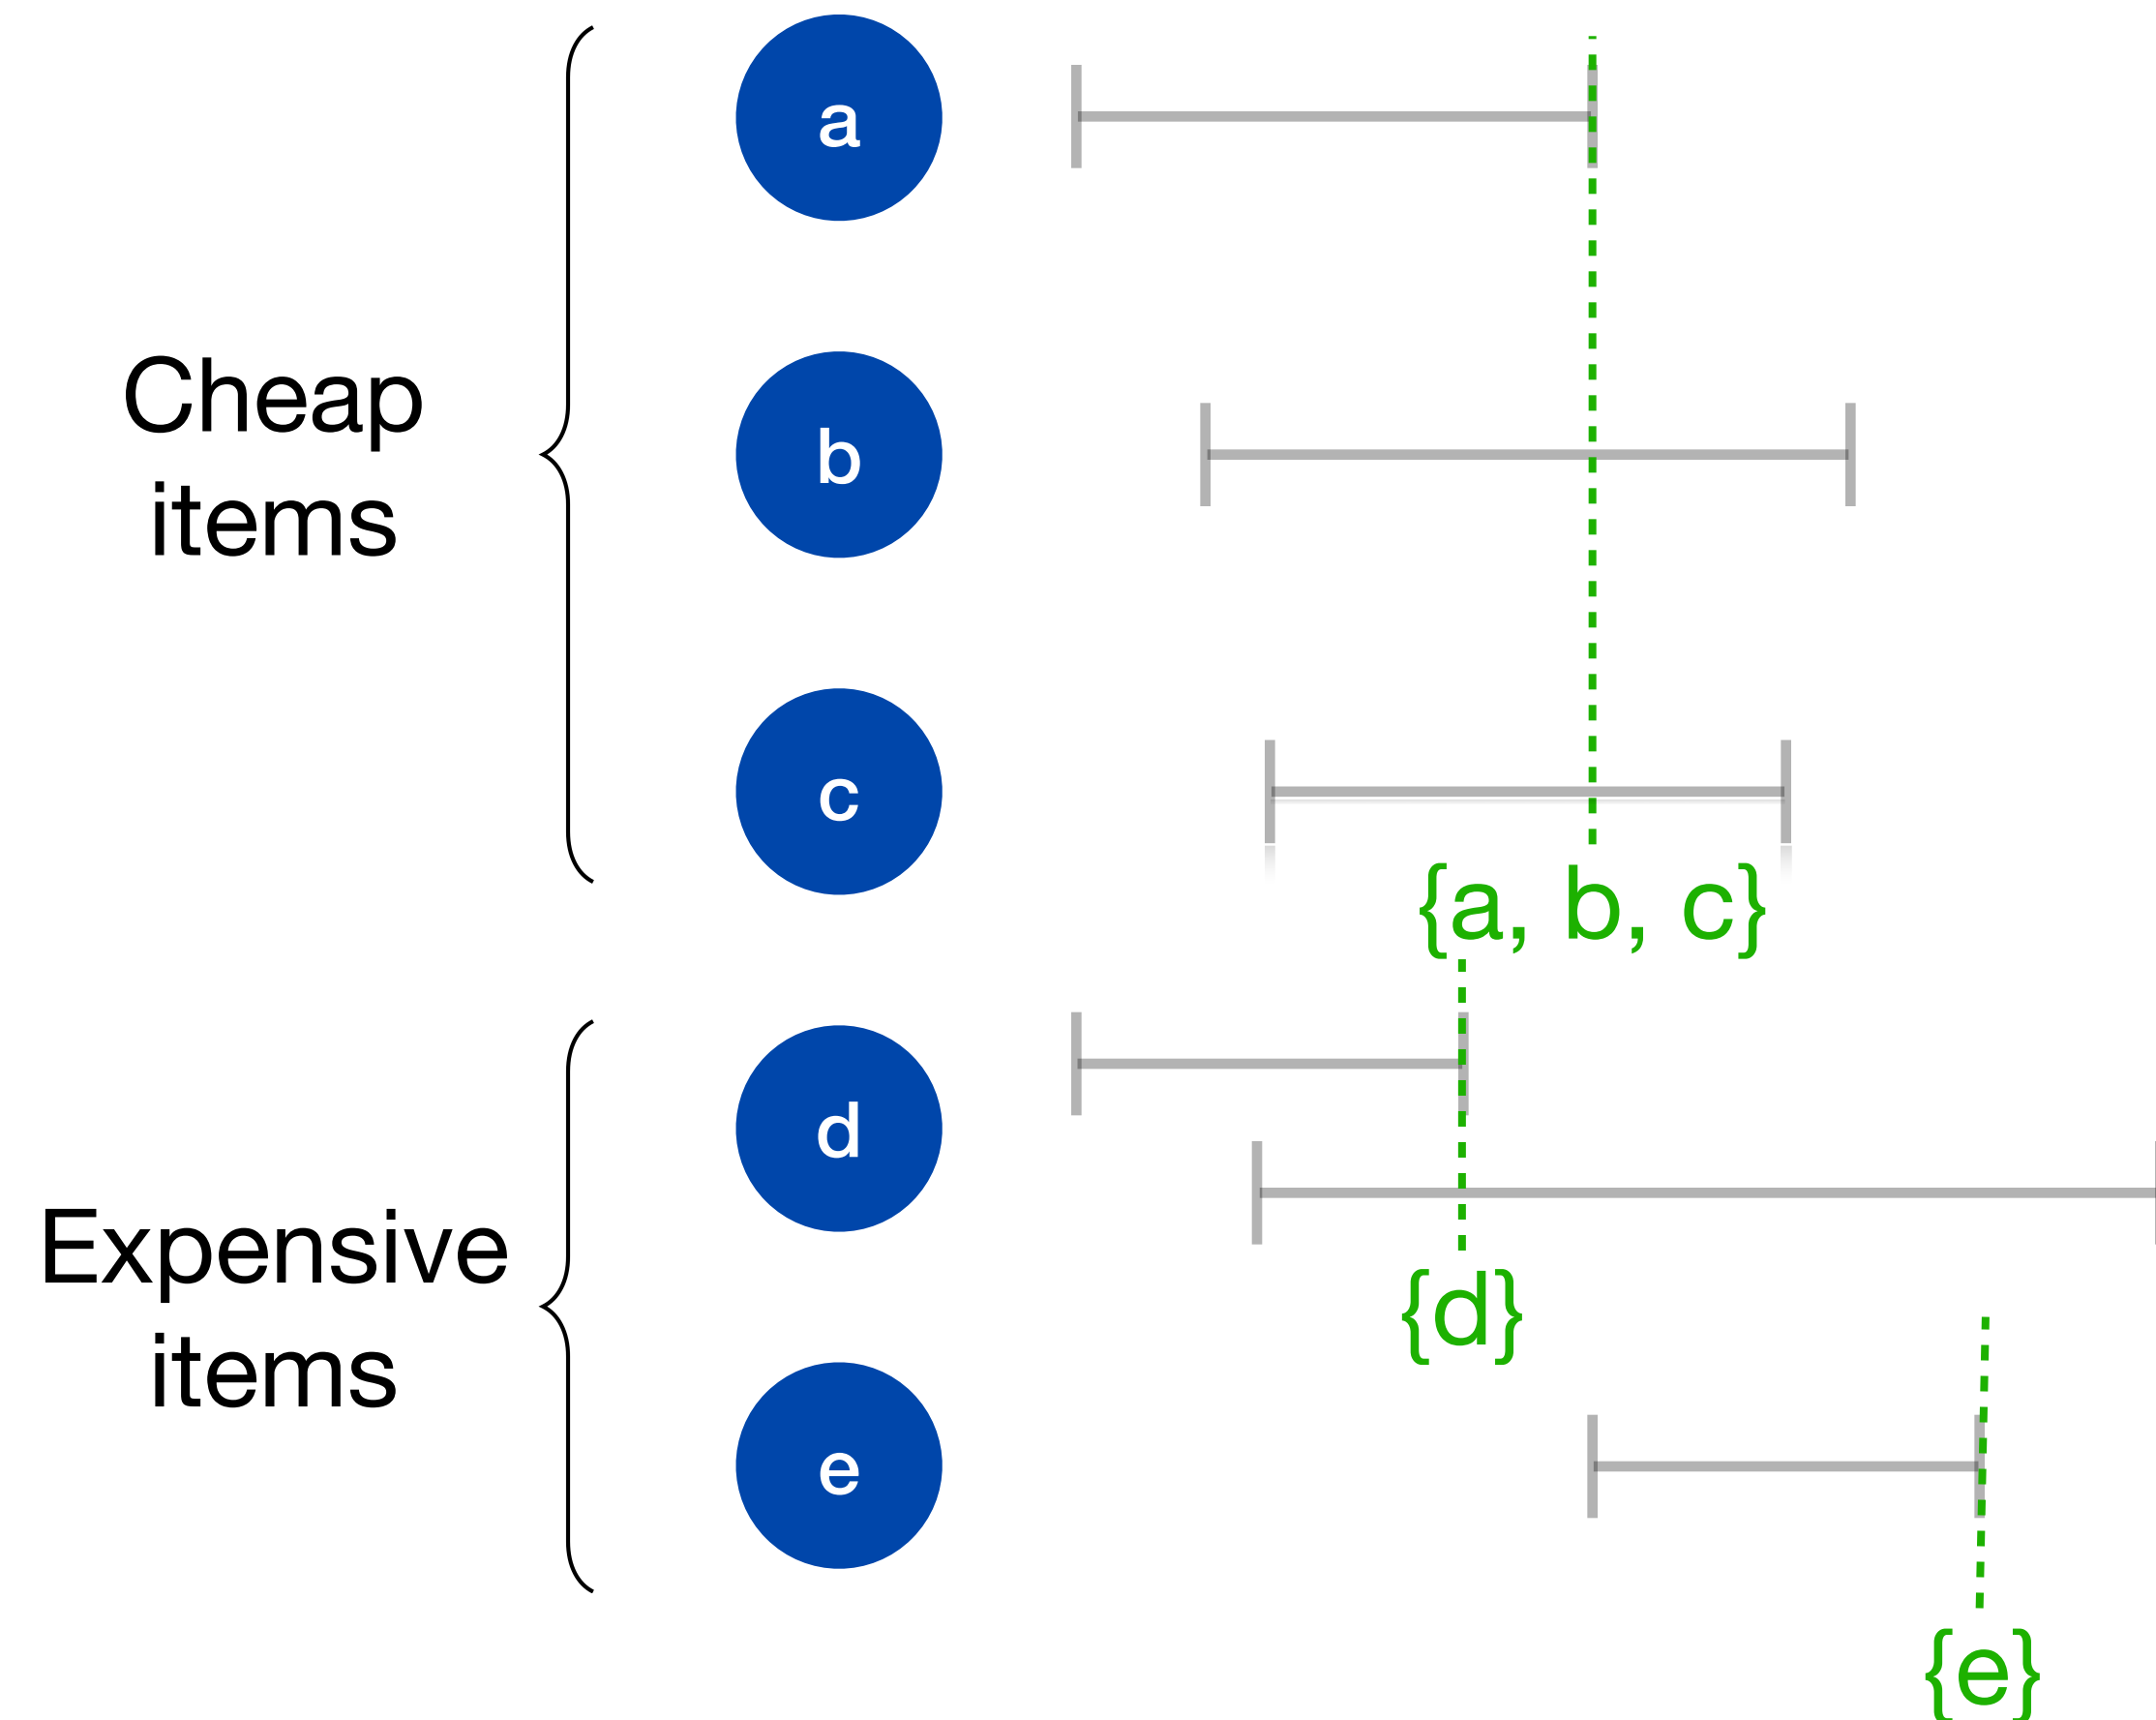 a
Cheap
items
b
c
{a, b, c}
d
Expensive
items
{d}
e
{e}